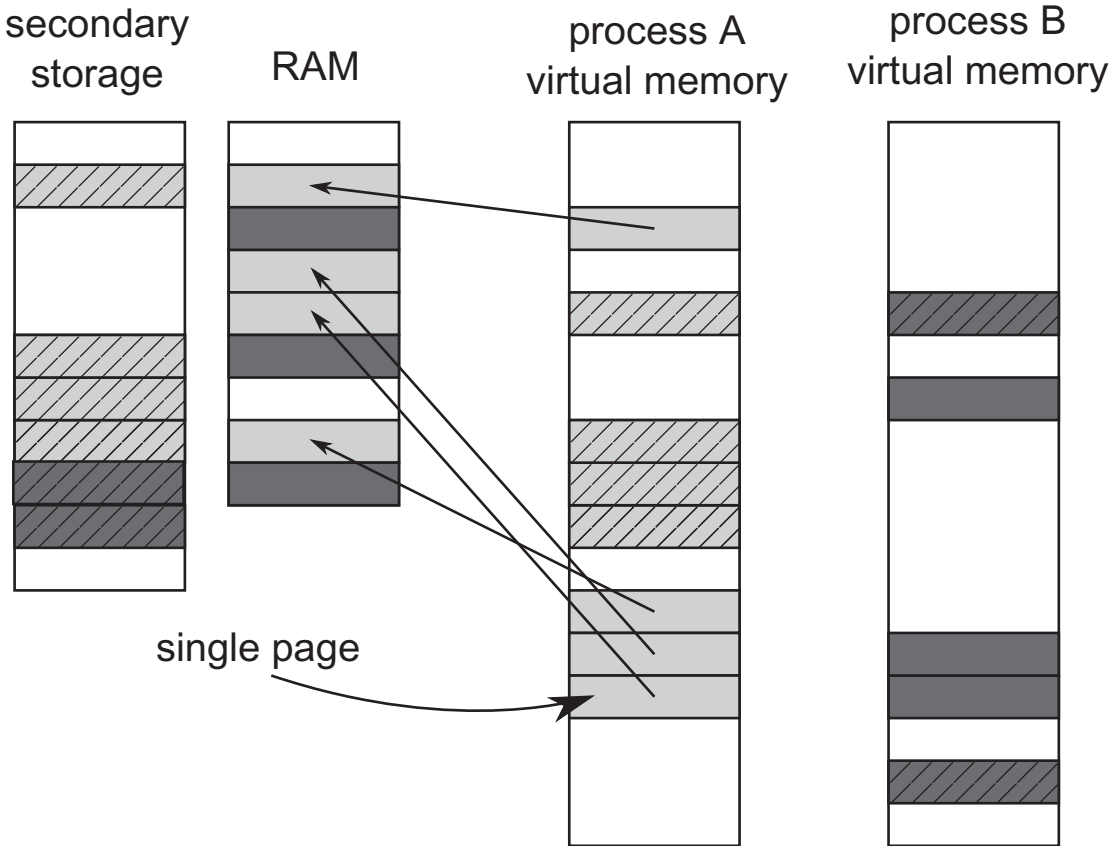 secondary
storage
RAM
process A
virtual memory
process B
virtual memory
single page